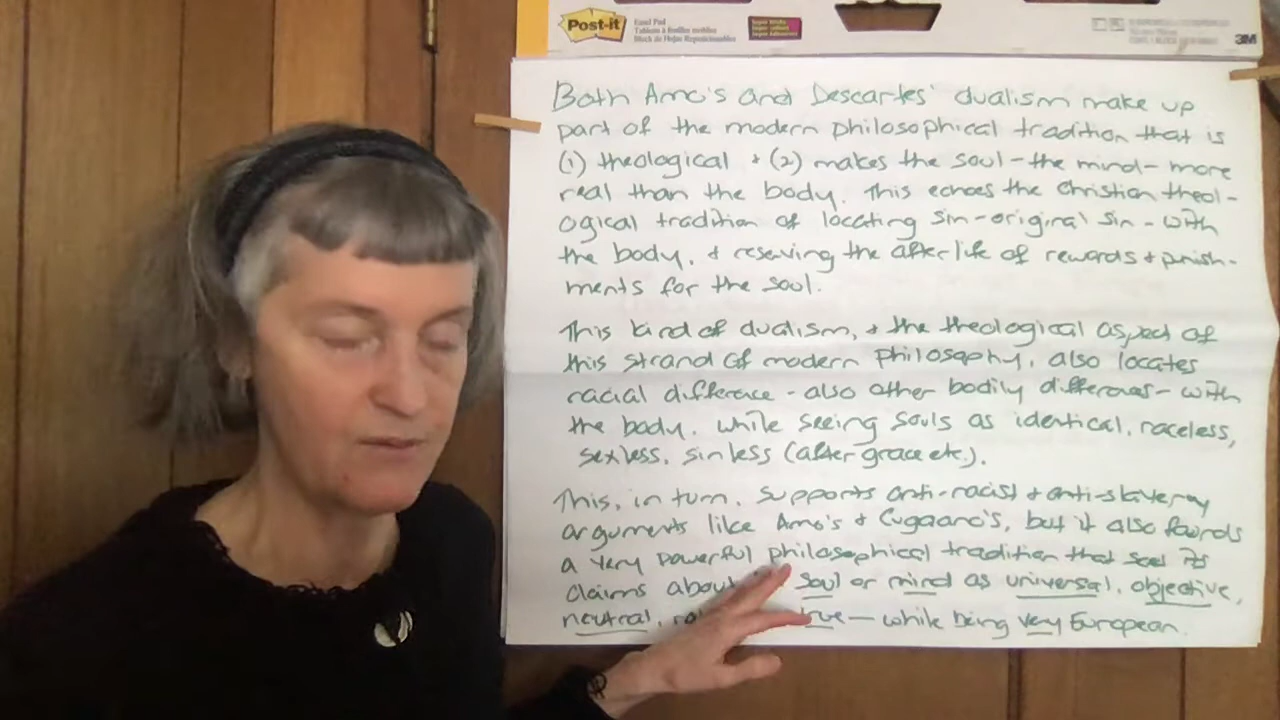 Post-it
Easel Pad
Super Sticky
3M
Both Amo's and Descartes' dualism make up
part of the modern philosophical tradition that is
(1) theological + (2) makes the soul - the mind - more
real than the body. This echoes the Christian theol-
ogical tradition of locating sin - original sin - with
the body, + reserving the afterlife of rewards + punish-
ments for the soul.
This kind of dualism, + the theological aspect of
this strand of modern philosophy, also locates
racial difference - also other bodily differences - with
the body, while seeing souls as identical, raceless,
sexless, sinless (after grace etc.).
This, in turn, supports anti-racist + anti-slavery
arguments like Amo's + Cugoano's, but it also founds
a very powerful philosophical tradition that sees its
claims about soul or mind as universal, objective,
neutral, — while being very European.